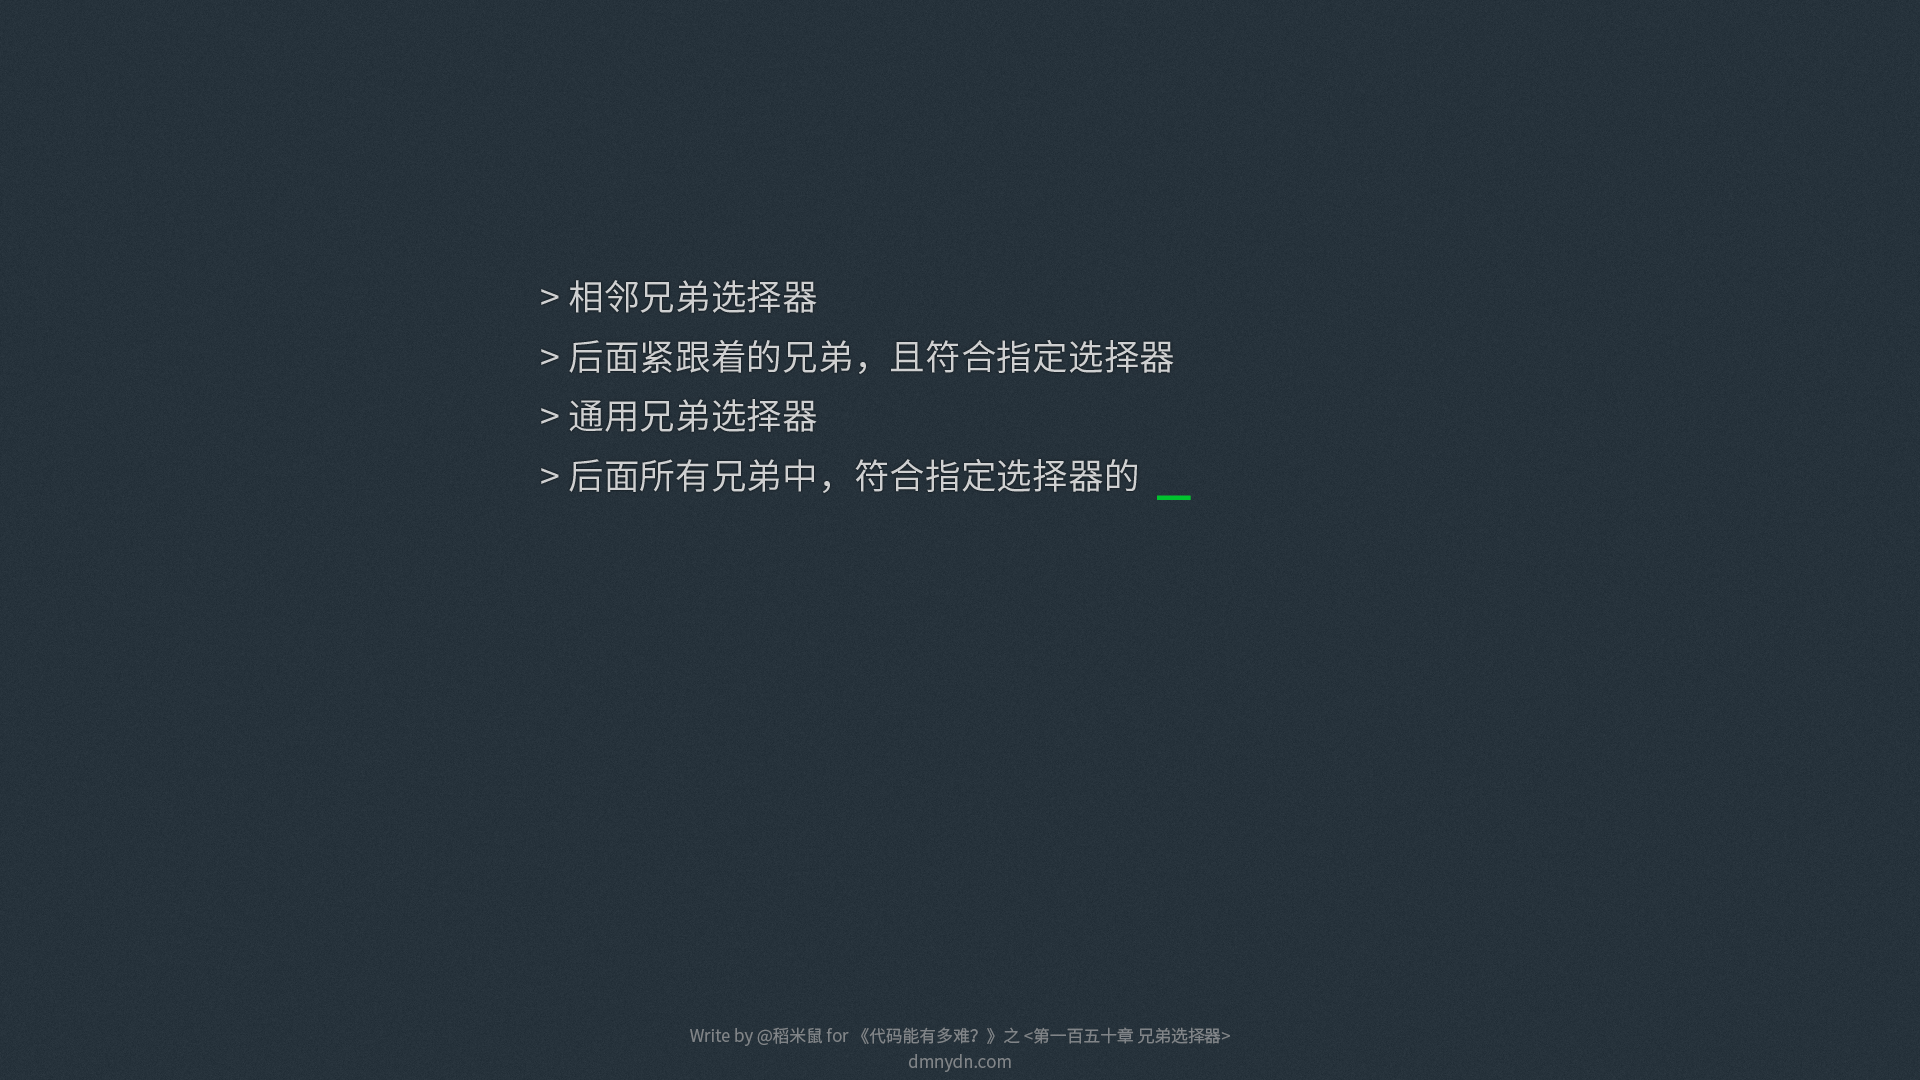 > 相邻兄弟选择器
> 后面紧跟着的兄弟，且符合指定选择器
> 通用兄弟选择器
> 后面所有兄弟中，符合指定选择器的
Write by @稻米鼠 for 《代码能有多难？》之 <第一百五十章 兄弟选择器>
dmnydn.com